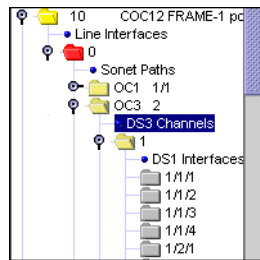 10 COC12 FRAME-1 po
Line Interfaces
0
Sonet Paths
OC1 1/1
OC3 2
DS3 Channels
1
DS1 Interfaces
1/1/1
1/1/2
1/1/3
1/1/4
1/2/1